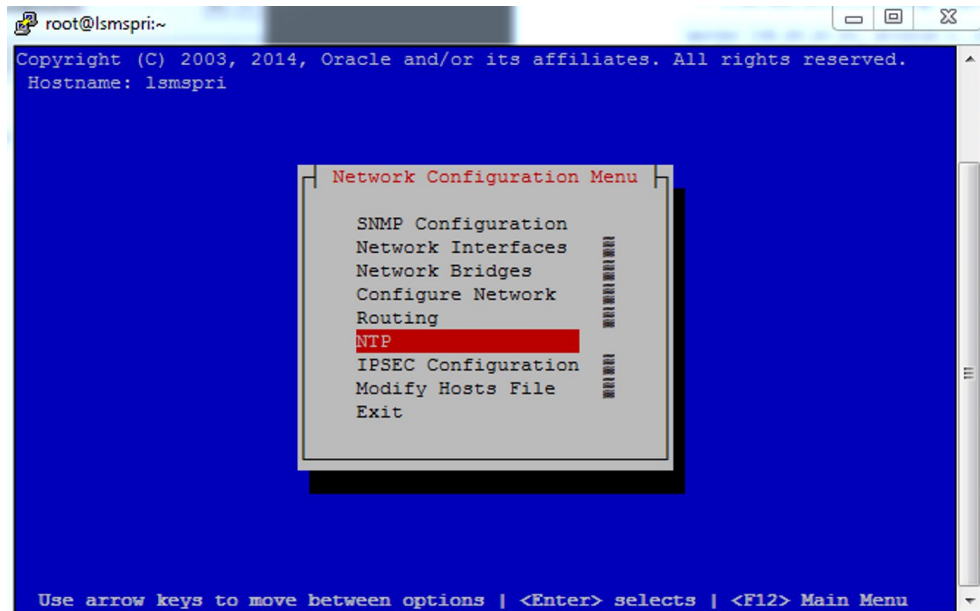 root@lsmspri:~
Copyright (C) 2003, 2014, Oracle and/or its affiliates. All rights reserved.
Hostname: lsmspri
Network Configuration Menu
SNMP Configuration
Network Interfaces
Network Bridges
Configure Network
Routing
NTP
IPSEC Configuration
Modify Hosts File
Exit
Use arrow keys to move between options | <Enter> selects | <F12> Main Menu